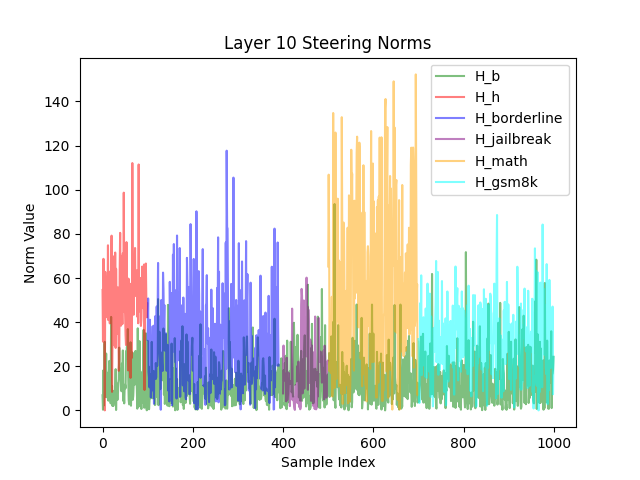 Layer 10 Steering Norms
H_b
H_h
H_borderline
H_jailbreak
H_math
H_gsm8k
Norm Value
140
120
100
80
60
40
20
0
0
200
400
600
800
1000
Sample Index